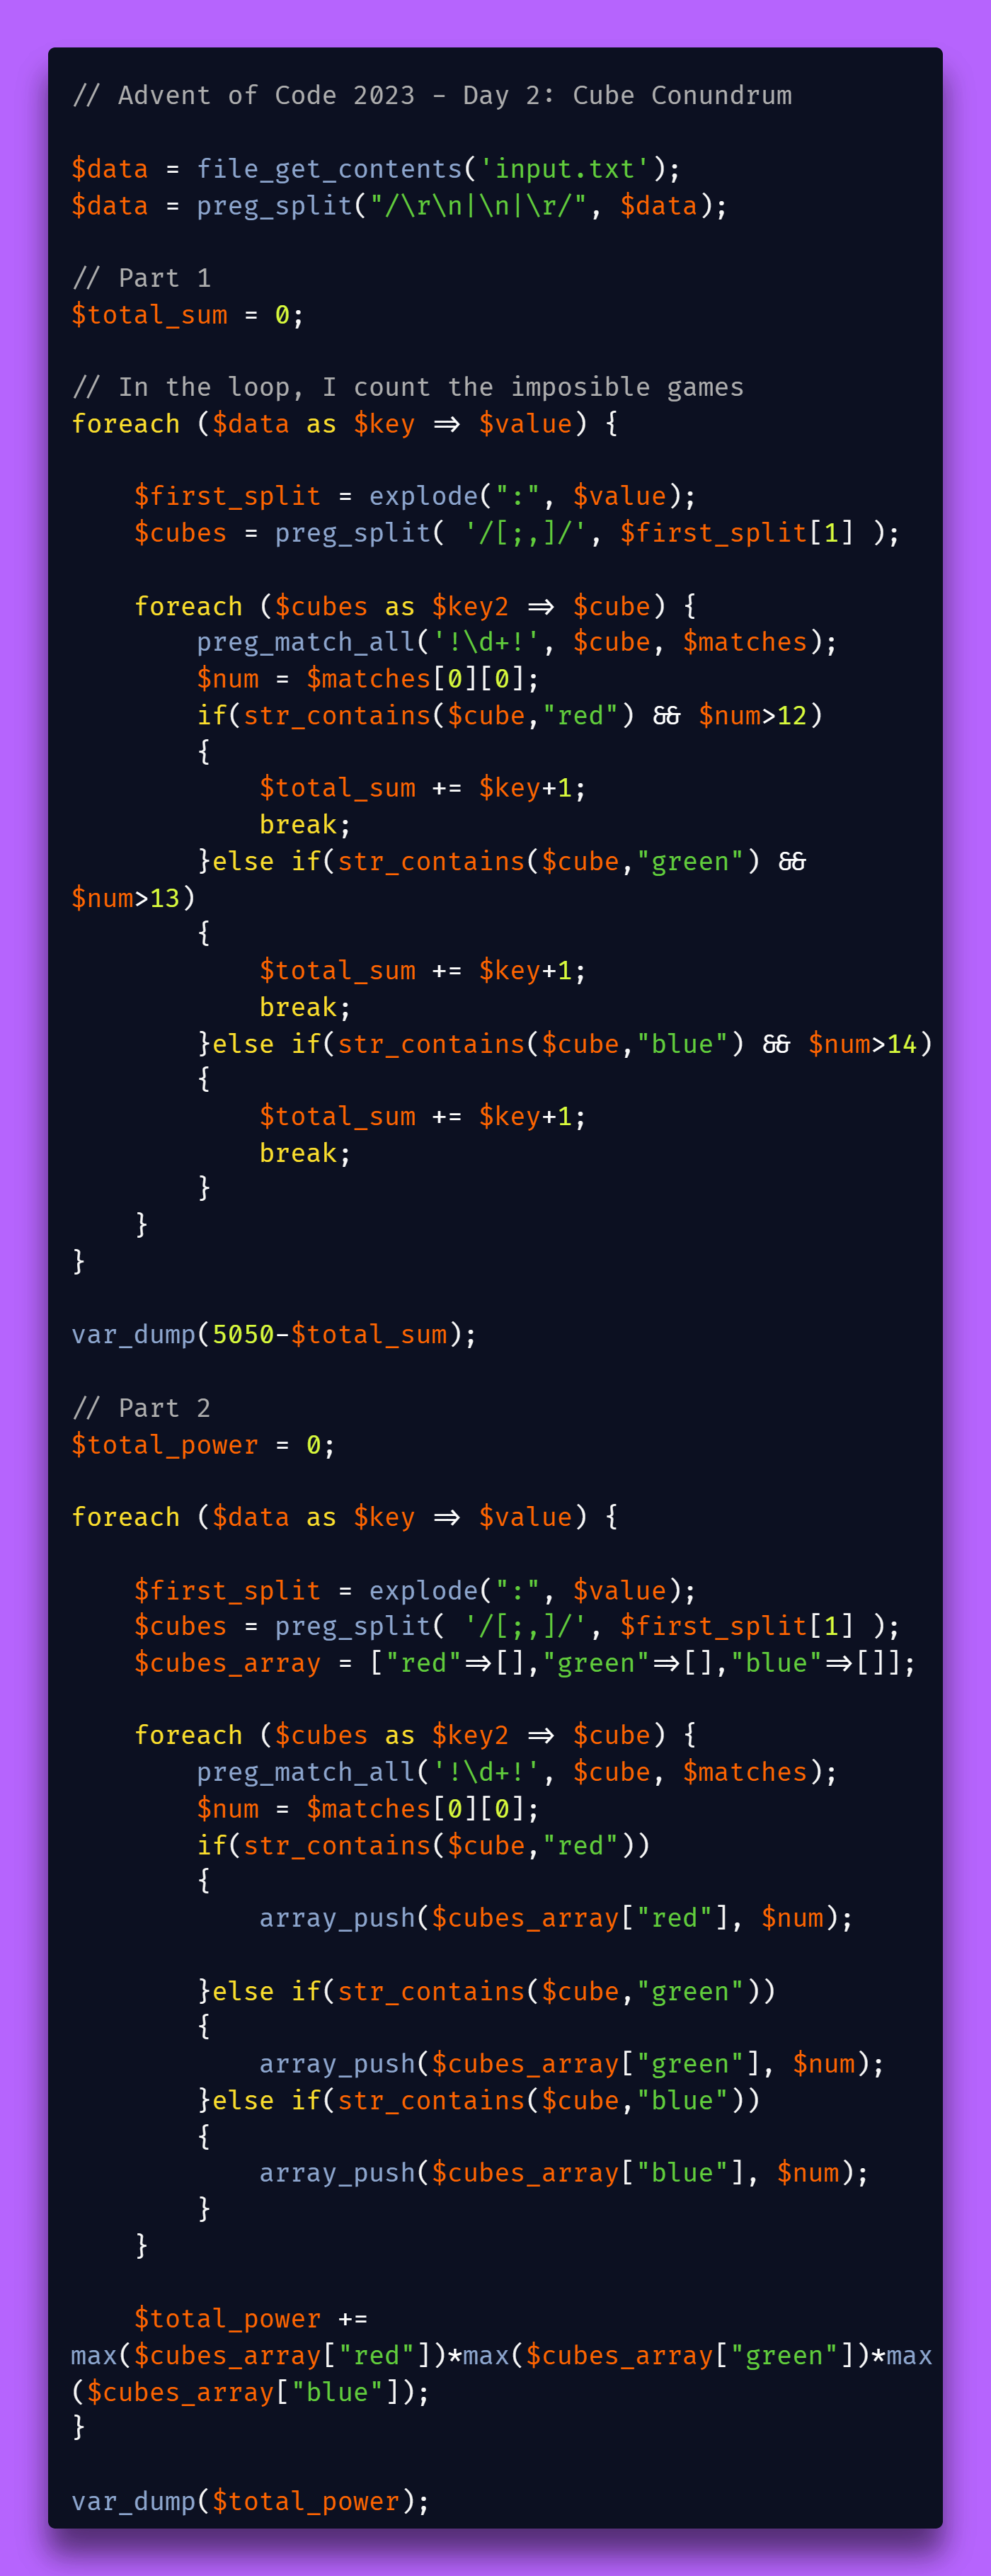 // Advent of Code 2023 - Day 2: Cube Conundrum

$data = file_get_contents('input.txt');
$data = preg_split("/\r\n|\n|\r/", $data);

// Part 1
$total_sum = 0;

// In the loop, I count the imposible games
foreach ($data as $key => $value) {

    $first_split = explode(":", $value);
    $cubes = preg_split( '/[;,]/', $first_split[1] );

    foreach ($cubes as $key2 => $cube) {
        preg_match_all('!\d+!', $cube, $matches);
        $num = $matches[0][0];
        if(str_contains($cube,"red") && $num>12)
        {
            $total_sum += $key+1;
            break;
        }else if(str_contains($cube,"green") &&
$num>13)
        {
            $total_sum += $key+1;
            break;
        }else if(str_contains($cube,"blue") && $num>14)
        {
            $total_sum += $key+1;
            break;
        }
    }
}

var_dump(5050-$total_sum);

// Part 2
$total_power = 0;

foreach ($data as $key => $value) {

    $first_split = explode(":", $value);
    $cubes = preg_split( '/[;,]/', $first_split[1] );
    $cubes_array = ["red"=>[],"green"=>[],"blue"=>[]];

    foreach ($cubes as $key2 => $cube) {
        preg_match_all('!\d+!', $cube, $matches);
        $num = $matches[0][0];
        if(str_contains($cube,"red"))
        {
            array_push($cubes_array["red"], $num);

        }else if(str_contains($cube,"green"))
        {
            array_push($cubes_array["green"], $num);
        }else if(str_contains($cube,"blue"))
        {
            array_push($cubes_array["blue"], $num);
        }
    }

    $total_power +=
max($cubes_array["red"])*max($cubes_array["green"])*max
($cubes_array["blue"]);
}

var_dump($total_power);